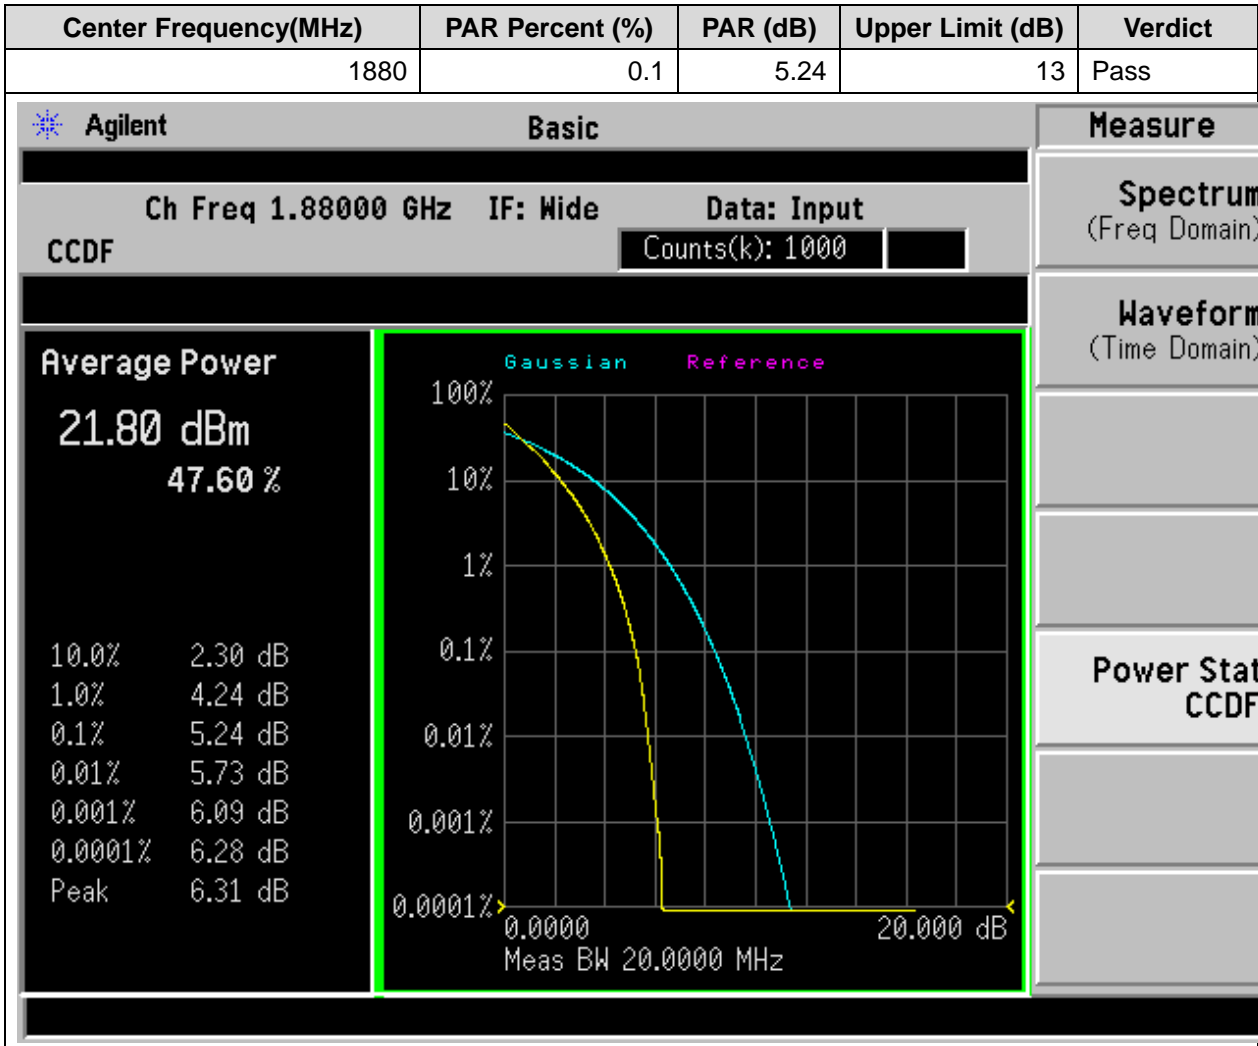 Center Frequency(MHz) PAR Percent (%) PAR (dB) Upper Limit (dB) Verdict
1880 0.1 5.24 13 Pass
Agilent Basic Measure
Ch Freq 1.88000 GHz IF: Wide Data: Input
CCDF Counts(k): 1000
Spectrum
(Freq Domain)
Waveform
(Time Domain)
Power Stat
CCDF
Average Power
21.80 dBm
47.60 %
10.0% 2.30 dB
1.0% 4.24 dB
0.1% 5.24 dB
0.01% 5.73 dB
0.001% 6.09 dB
0.0001% 6.28 dB
Peak 6.31 dB
Gaussian Reference
100%
10%
1%
0.1%
0.01%
0.001%
0.0001%
0.0000 20.000 dB
Meas BW 20.0000 MHz